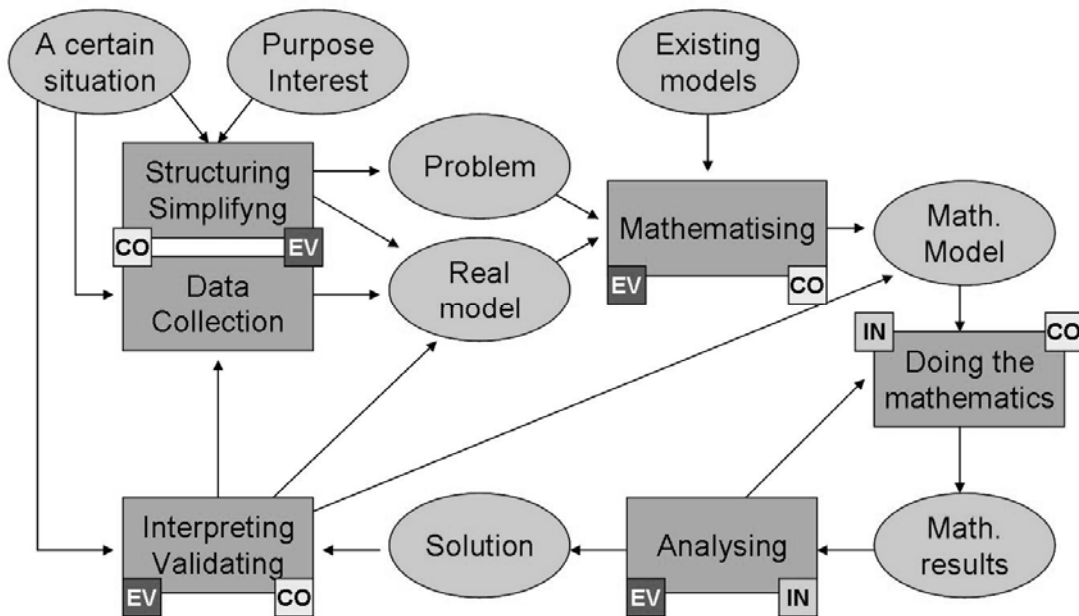 A certain
situation
Purpose
Interest
Existing
models
Structuring
Simplifyng
CO
EV
Data
Collection
Problem
Real
model
Mathematising
EV
CO
Math.
Model
IN
CO
Doing the
mathematics
Interpreting
Validating
EV
CO
Solution
Analysing
EV
IN
Math.
results